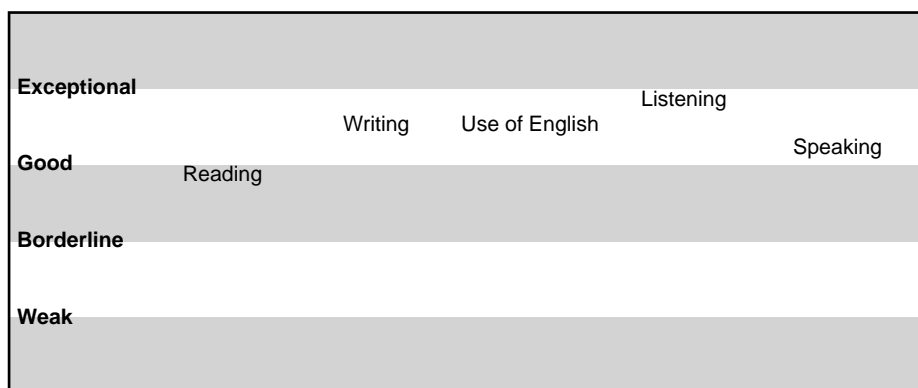 Exceptional
Listening
Writing Use of English
Speaking
Good
Reading
Borderline
Weak